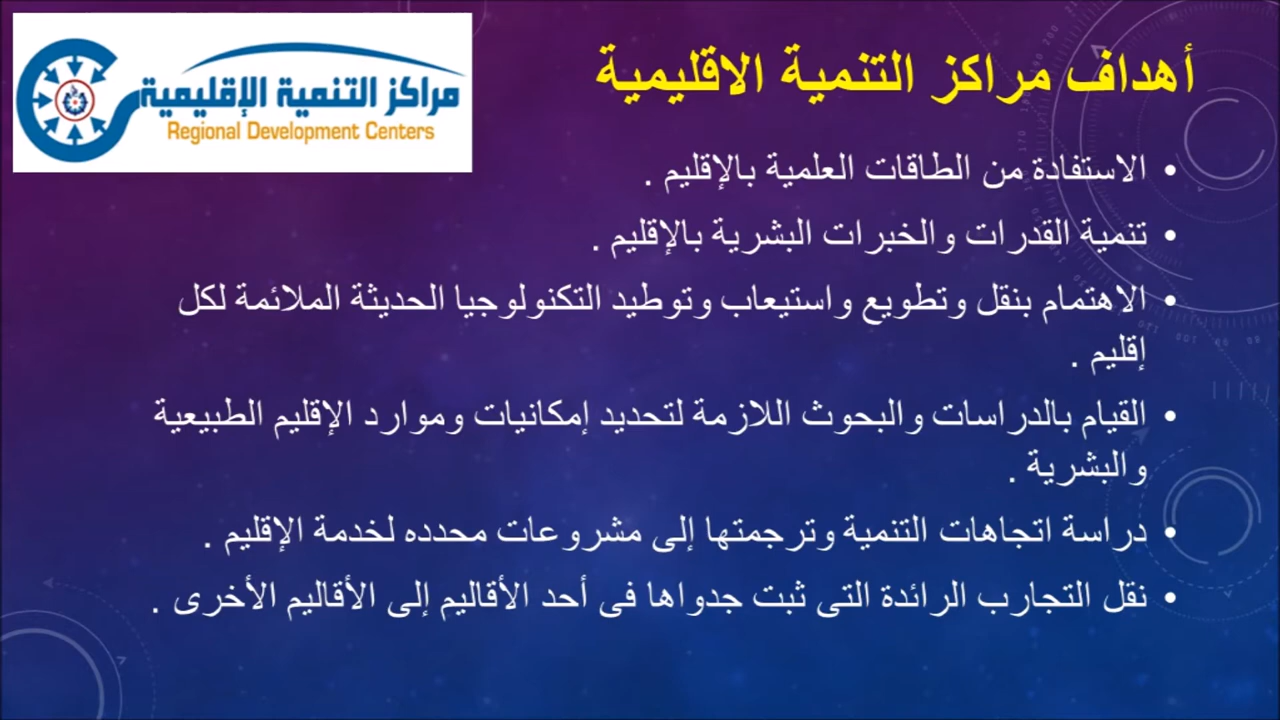 مراكز التنمية الإقليمية
Regional Development Centers
أهداف مراكز التنمية الاقليمية
• الاستفادة من الطاقات العلمية بالإقليم .
• تنمية القدرات والخبرات البشرية بالإقليم .
• الاهتمام بنقل وتطويع واستيعاب وتوطيد التكنولوجيا الحديثة الملائمة لكل
إقليم .
• القيام بالدراسات والبحوث اللازمة لتحديد إمكانيات وموارد الإقليم الطبيعية
والبشرية .
• دراسة اتجاهات التنمية وترجمتها إلى مشروعات محدده لخدمة الإقليم .
• نقل التجارب الرائدة التى ثبت جدواها فى أحد الأقاليم إلى الأقاليم الأخرى .